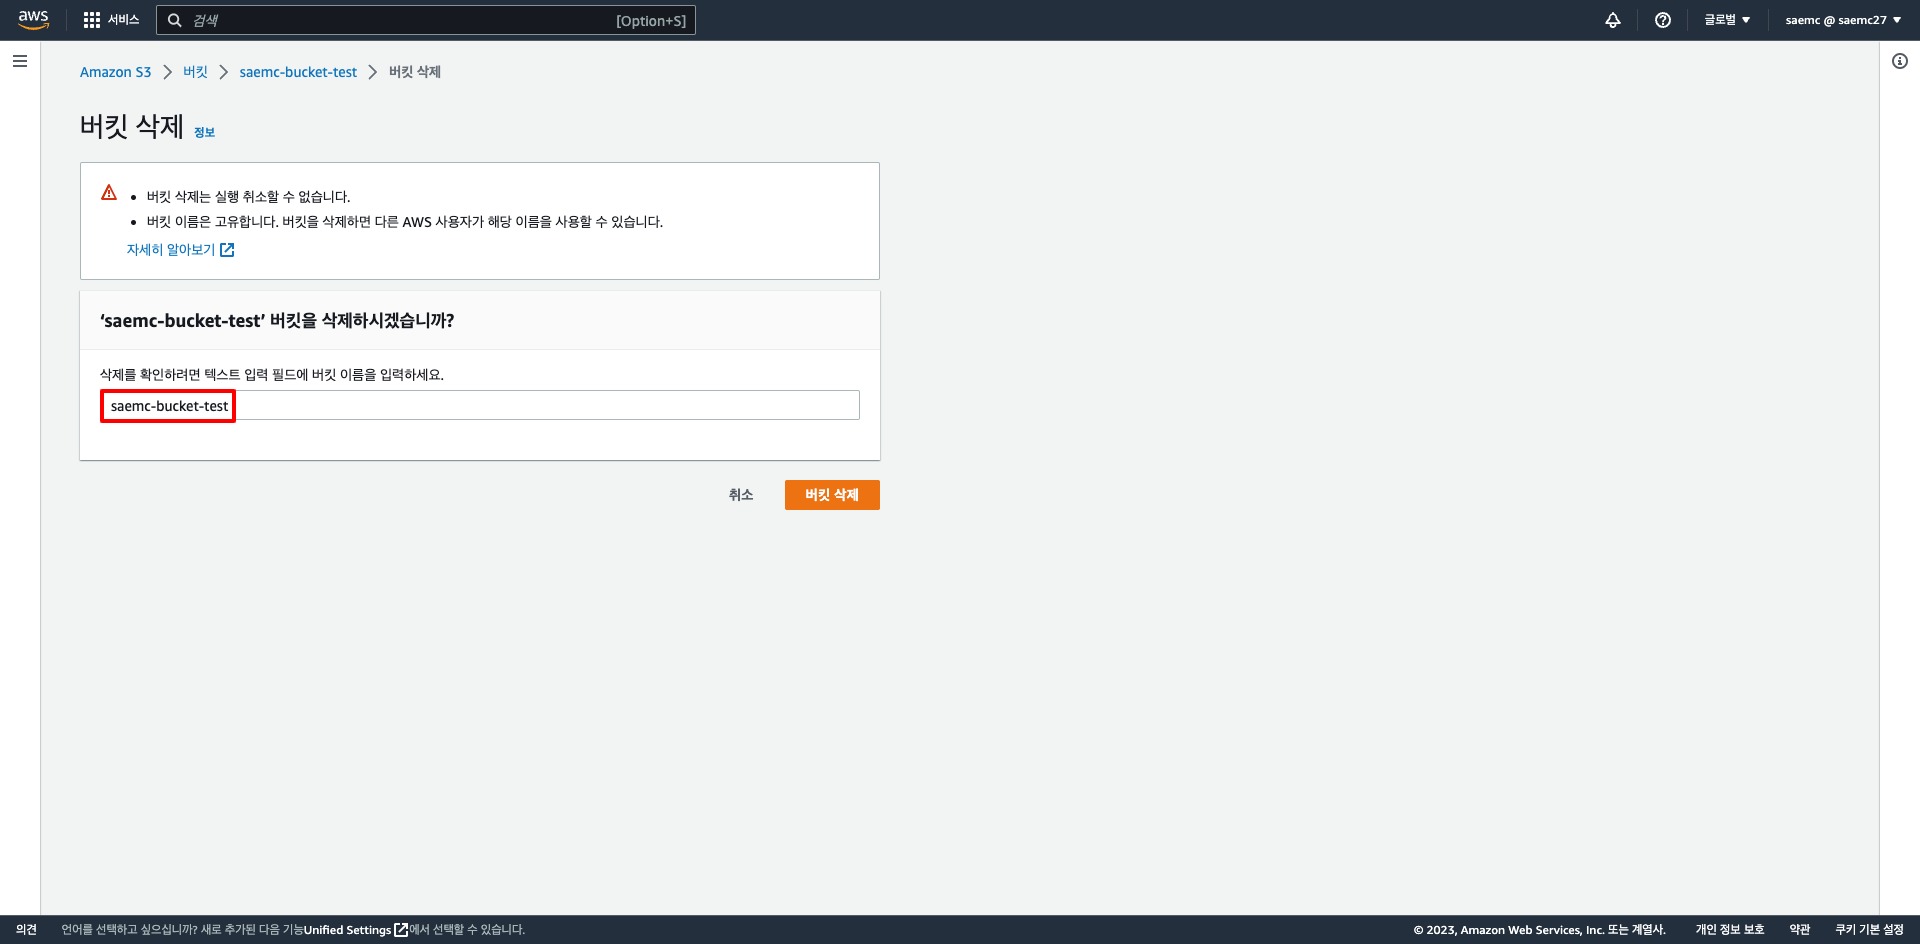 aws 서비스 검색 [Option+S] 글로벌 saemc @ saemc27
Amazon S3 버킷 saemc-bucket-test 버킷 삭제
버킷 삭제 정보
버킷 삭제는 실행 취소할 수 없습니다.
버킷 이름은 고유합니다. 버킷을 삭제하면 다른 AWS 사용자가 해당 이름을 사용할 수 있습니다.
자세히 알아보기
‘saemc-bucket-test’ 버킷을 삭제하시겠습니까?
삭제를 확인하려면 텍스트 입력 필드에 버킷 이름을 입력하세요.
saemc-bucket-test
취소 버킷 삭제
의견 언어를 선택하고 싶으십니까? 새로 추가된 다음 기능Unified Settings에서 선택할 수 있습니다. © 2023, Amazon Web Services, Inc. 또는 계열사. 개인 정보 보호 약관 쿠키 기본 설정